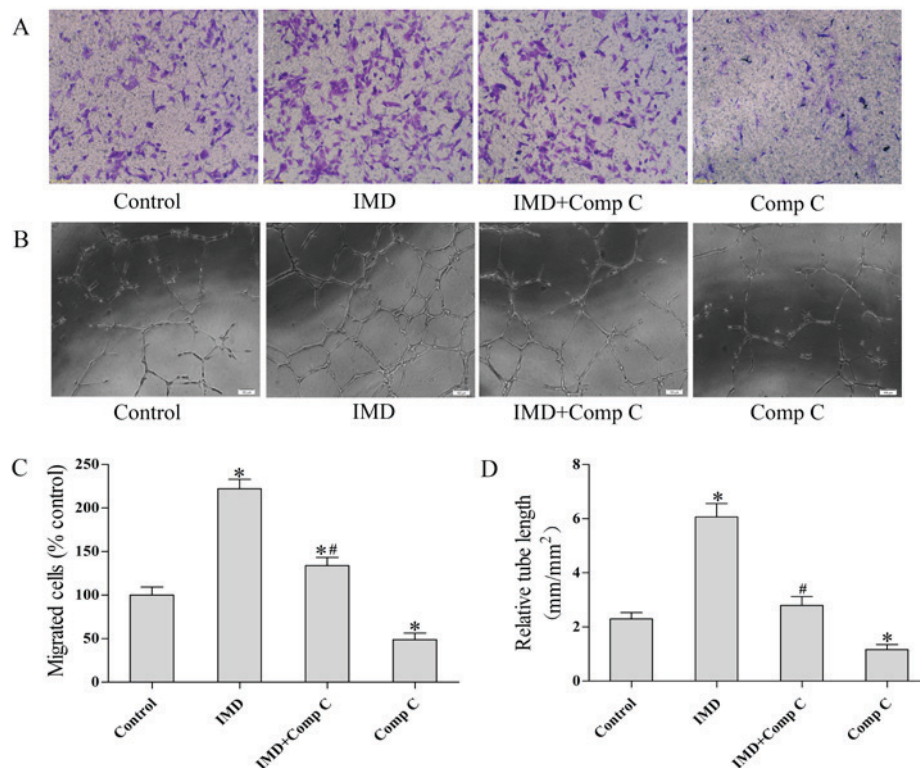 A
Control IMD IMD+Comp C Comp C
B
Control IMD IMD+Comp C Comp C
C
Migrated cells (% control)
250
200
150
100
50
0
*
*#
*
Control IMD IMD+Comp C Comp C
D
Relative tube length
(mm/mm²)
8
6
4
2
0
*
#
*
Control IMD IMD+Comp C Comp C